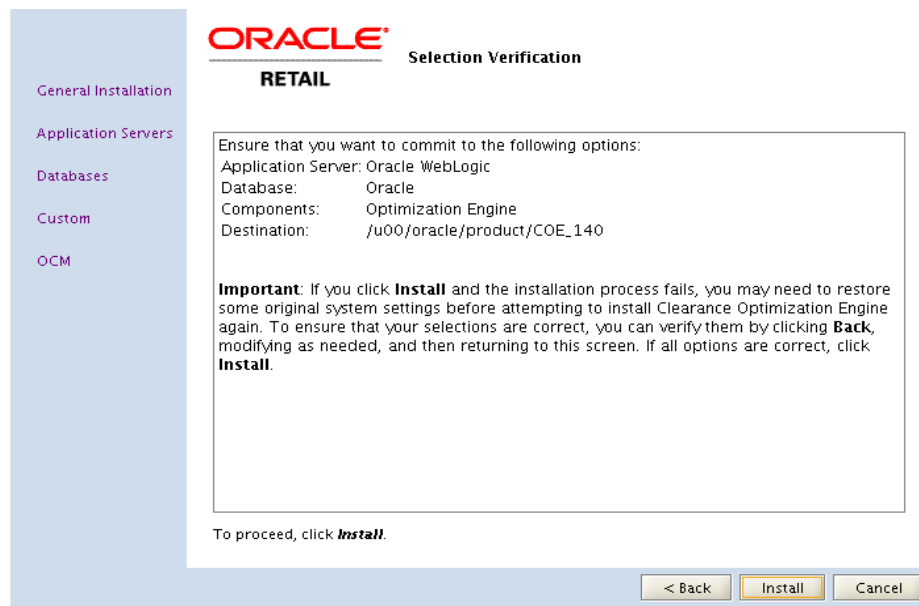 ORACLE®
RETAIL
Selection Verification
General Installation
Application Servers
Databases
Custom
OCM
Ensure that you want to commit to the following options:
Application Server: Oracle WebLogic
Database: Oracle
Components: Optimization Engine
Destination: /u00/oracle/product/COE_140
Important: If you click Install and the installation process fails, you may need to restore
some original system settings before attempting to install Clearance Optimization Engine
again. To ensure that your selections are correct, you can verify them by clicking Back,
modifying as needed, and then returning to this screen. If all options are correct, click
Install.
To proceed, click Install.
< Back
Install
Cancel